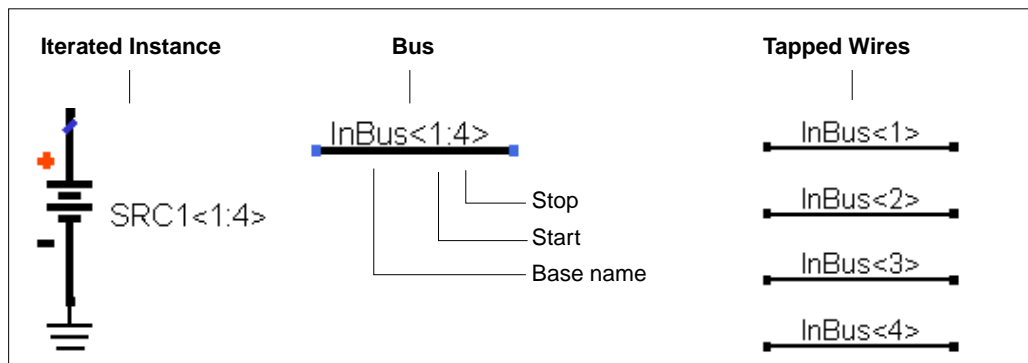 Iterated Instance
Bus
Tapped Wires
InBus<1:4>
InBus<1>
SRC1<1:4>
Stop
Start
Base name
InBus<2>
InBus<3>
InBus<4>